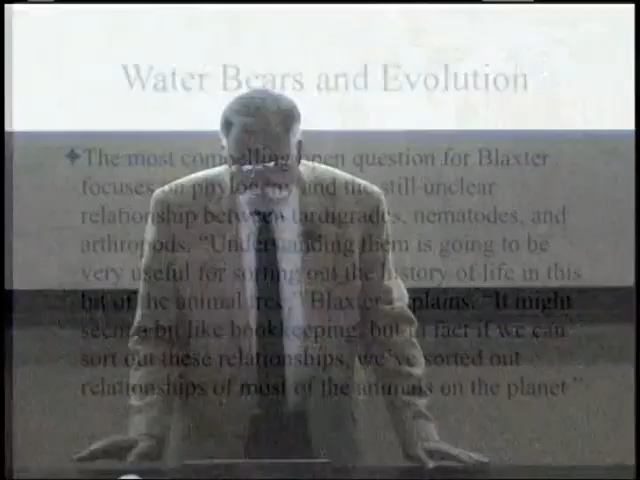 Water Bears and Evolution
The most compelling open question for Blaxter
focuses on phylogeny and the still unclear
relationship between tardigrades, nematodes, and
arthropods. "Understanding them is going to be
very useful for sorting out the history of life in this
bit of the animal tree," Blaxter explains. "It might
seem a bit like bookkeeping, but in fact if we can
sort out these relationships, we've sorted out
relationships of most of the animals on the planet"